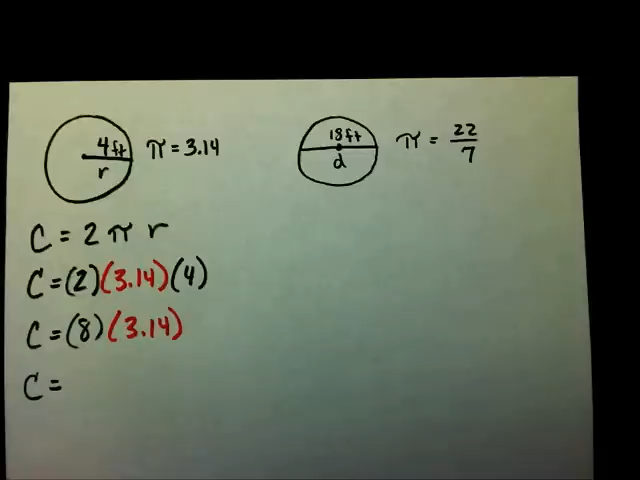 4ft
r
π = 3.14
18ft
d
π = 22/7
C = 2 π r
C = (2)(3.14)(4)
C = (8)(3.14)
C =